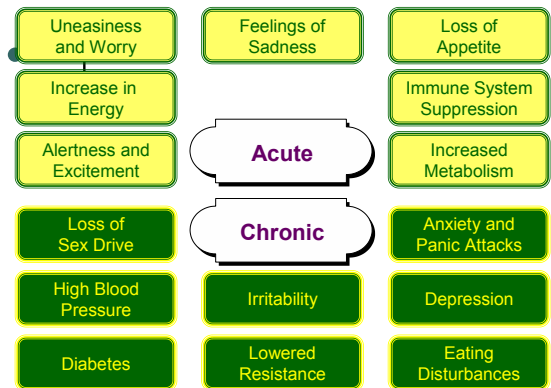 Uneasiness
and Worry
Feelings of
Sadness
Loss of
Appetite
Increase in
Energy
Immune System
Suppression
Alertness and
Excitement
Acute
Increased
Metabolism
Loss of
Sex Drive
Chronic
Anxiety and
Panic Attacks
High Blood
Pressure
Irritability
Depression
Diabetes
Lowered
Resistance
Eating
Disturbances